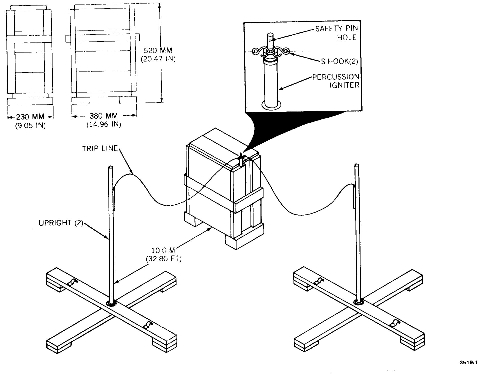 SAFETY PIN
HOLE
S HOOK(2)
PERCUSSION
IGNITER
520 MM
(20.47 IN)
230 MM
(9.05 IN)
380 MM
(14.96 IN)
TRIP LINE
UPRIGHT (2)
10.0 M
(32.80 FT)